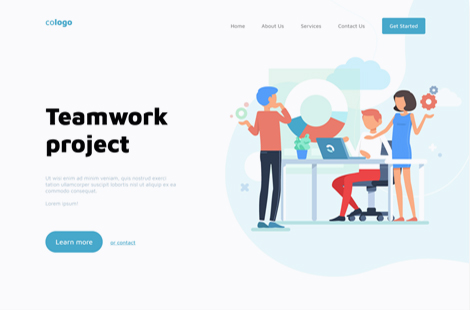 cologo
Home
About Us
Services
Contact Us
Get Started
Teamwork
project
Ut wisi enim ad minim veniam, quis nostrud exerci
tation ullamcorper suscipit lobortis nisl ut aliquip ex ea
commodo consequat.
Lorem ipsum!
Learn more
or contact